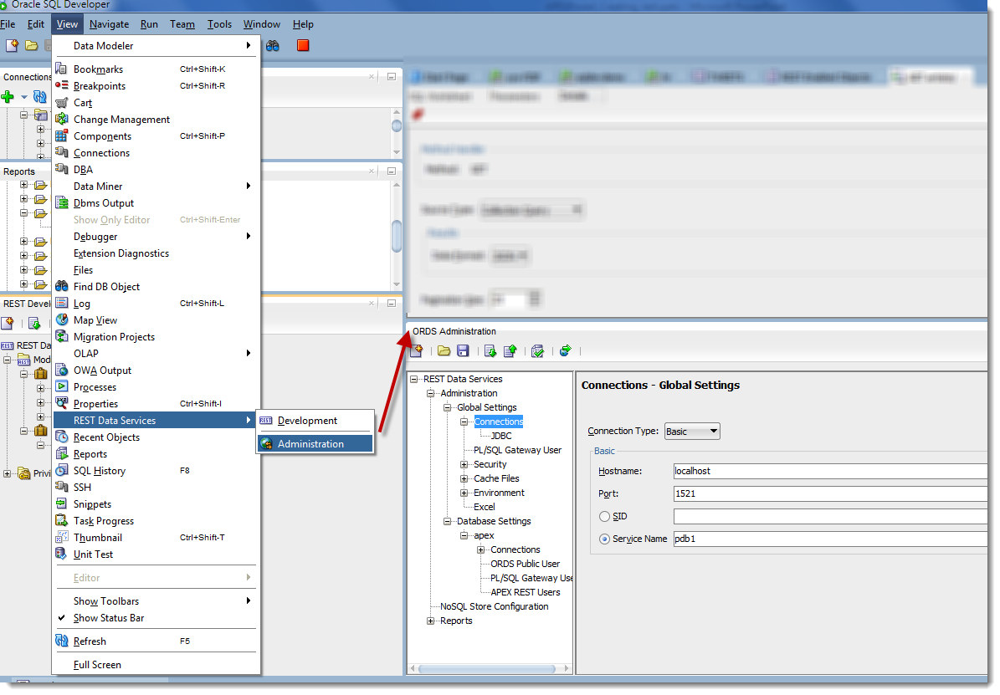 Oracle SQL Developer
File Edit View Navigate Run Team Tools Window Help
Data Modeler
Bookmarks Ctrl+Shift-K
Breakpoints Ctrl+Shift-R
Cart
Change Management
Components Ctrl+Shift-P
Connections
DBA
Data Miner
Dbms Output
Show Only Editor Ctrl+Shift-Enter
Debugger
Extension Diagnostics
Files
Find DB Object
Log Ctrl+Shift-L
Map View
Migration Projects
OLAP
OWA Output
Processes
Properties Ctrl+Shift-I
REST Data Services
Recent Objects
Reports
SQL History F8
SSH
Snippets
Task Progress
Thumbnail Ctrl+Shift-T
Unit Test
Editor
Show Toolbars
Show Status Bar
Refresh F5
Full Screen
Development
Administration
Connections
Reports
REST Devel
REST Da
Mod
Privi
ORDS Administration
REST Data Services
Administration
Global Settings
Connections
JDBC
PL/SQL Gateway User
Security
Cache Files
Environment
Excel
Database Settings
apex
Connections
ORDS Public User
PL/SQL Gateway Use
APEX REST Users
NoSQL Store Configuration
Reports
Connections - Global Settings
Connection Type: Basic
Basic
Hostname: localhost
Port: 1521
SID
Service Name pdb1